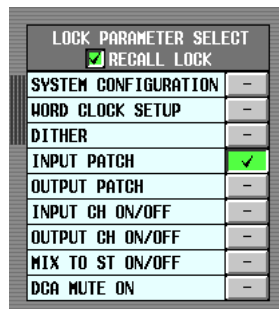 LOCK PARAMETER SELECT
RECALL LOCK
SYSTEM CONFIGURATION
WORD CLOCK SETUP
DITHER
INPUT PATCH
OUTPUT PATCH
INPUT CH ON/OFF
OUTPUT CH ON/OFF
MIX TO ST ON/OFF
DCA MUTE ON